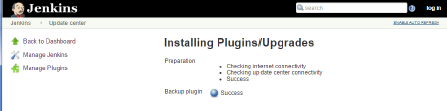 Jenkins
search
log in
Jenkins
Update center
ENABLE AUTO REFRESH
Back to Dashboard
Manage Jenkins
Manage Plugins
Installing Plugins/Upgrades
Preparation
Checking internet connectivity
Checking update center connectivity
Success
Backup plugin
Success